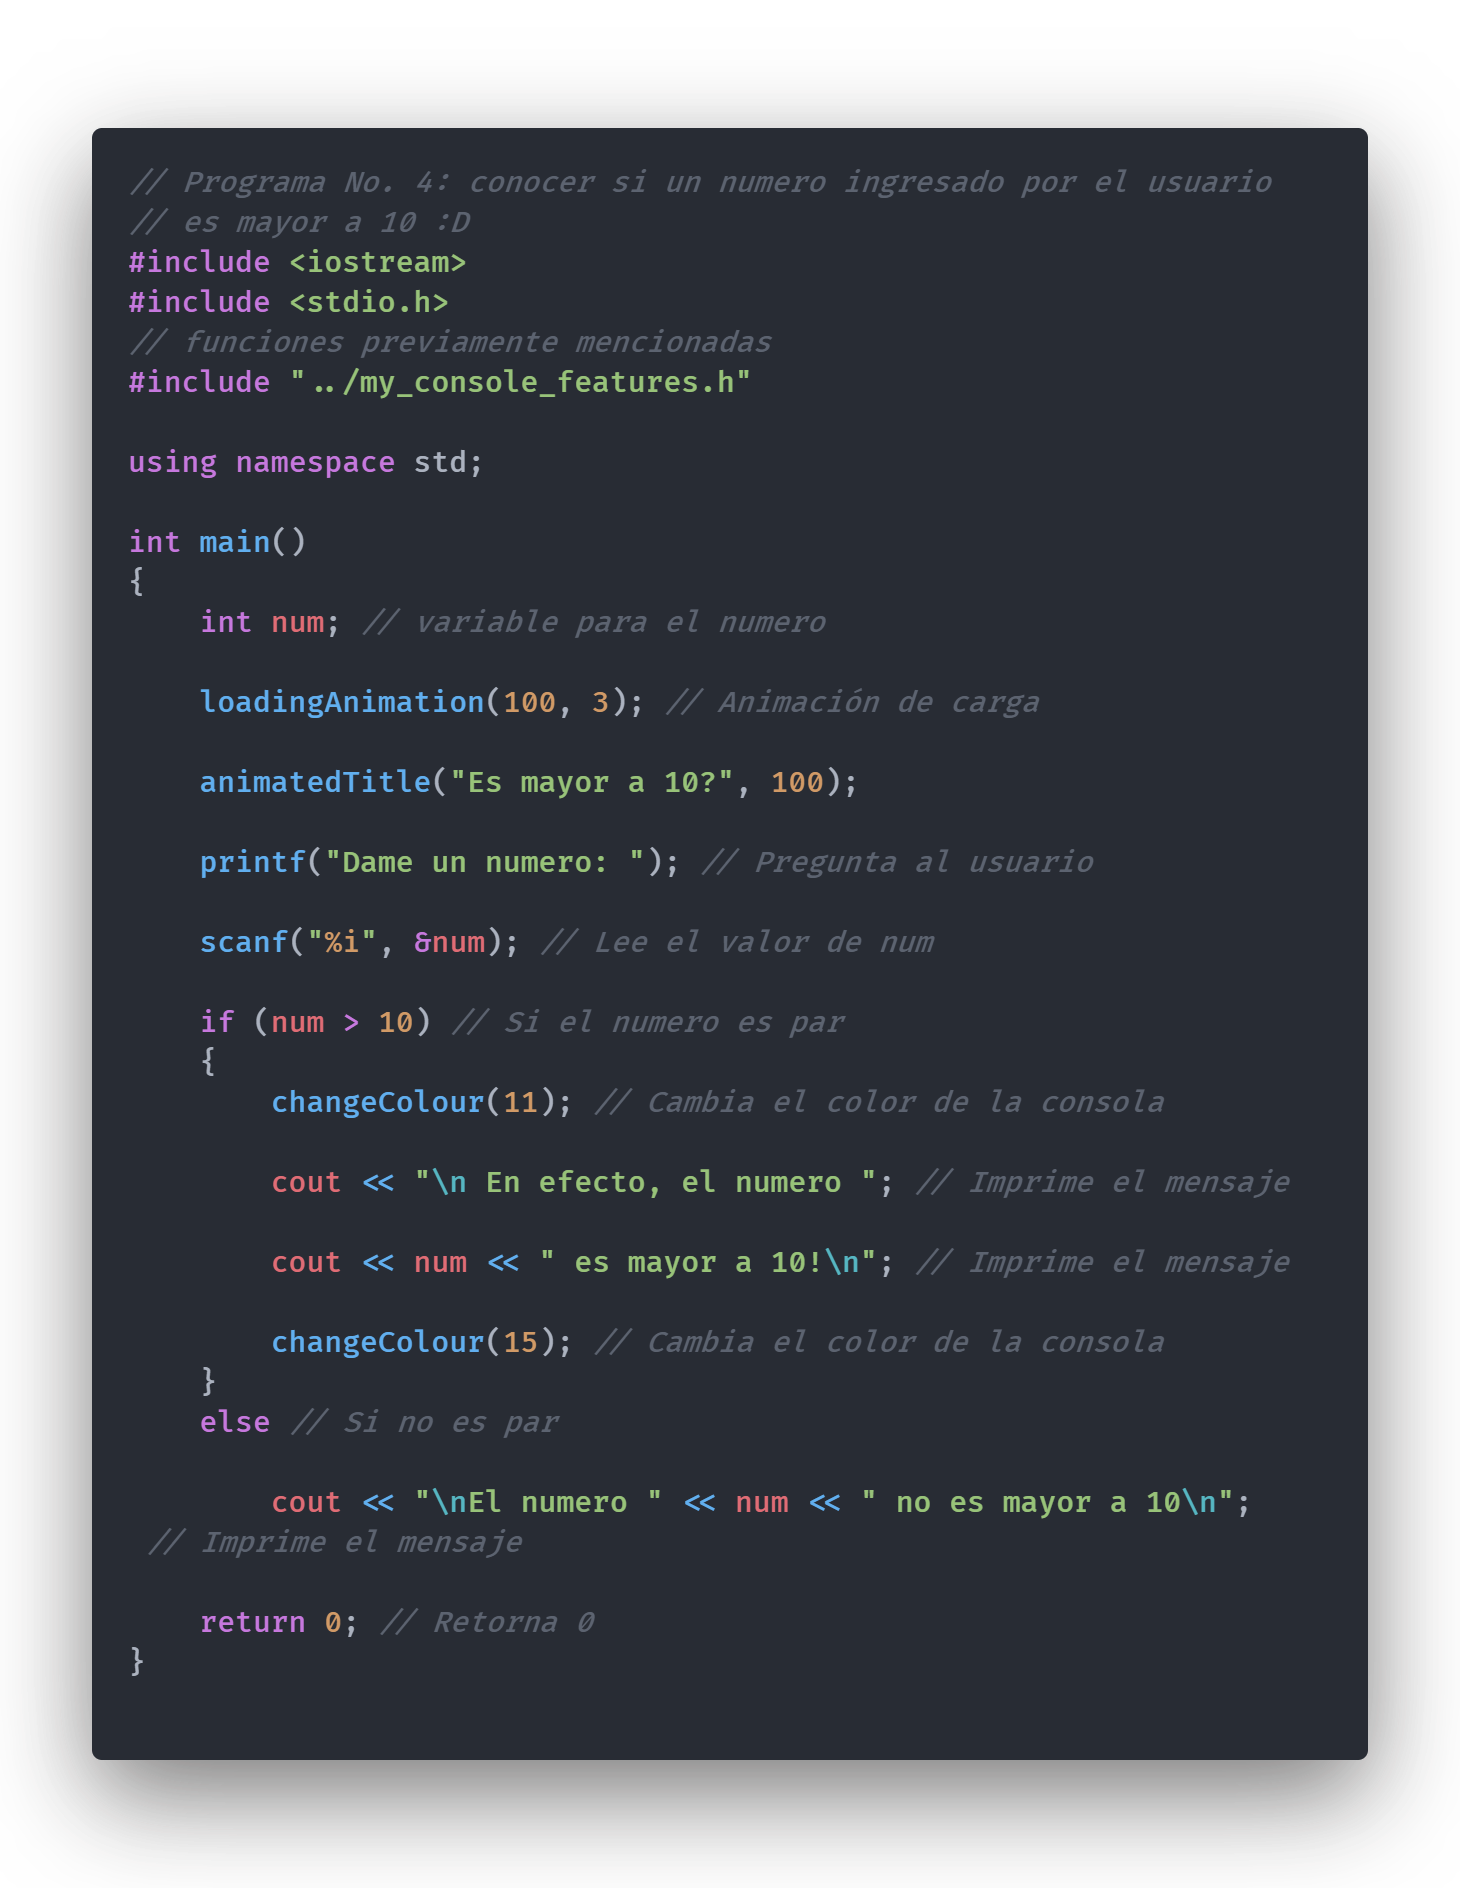 // Programa No. 4: conocer si un numero ingresado por el usuario
// es mayor a 10 :D
#include <iostream>
#include <stdio.h>
// funciones previamente mencionadas
#include "../my_console_features.h"
using namespace std;
int main()
{
int num; // variable para el numero
loadingAnimation(100, 3); // Animación de carga
animatedTitle("Es mayor a 10?", 100);
printf("Dame un numero: "); // Pregunta al usuario
scanf("%i", &num); // Lee el valor de num
if (num > 10) // Si el numero es par
{
changeColour(11); // Cambia el color de la consola
cout << "\n En efecto, el numero "; // Imprime el mensaje
cout << num << " es mayor a 10!\n"; // Imprime el mensaje
changeColour(15); // Cambia el color de la consola
}
else // Si no es par
cout << "\nEl numero " << num << " no es mayor a 10\n";
// Imprime el mensaje
return 0; // Retorna 0
}